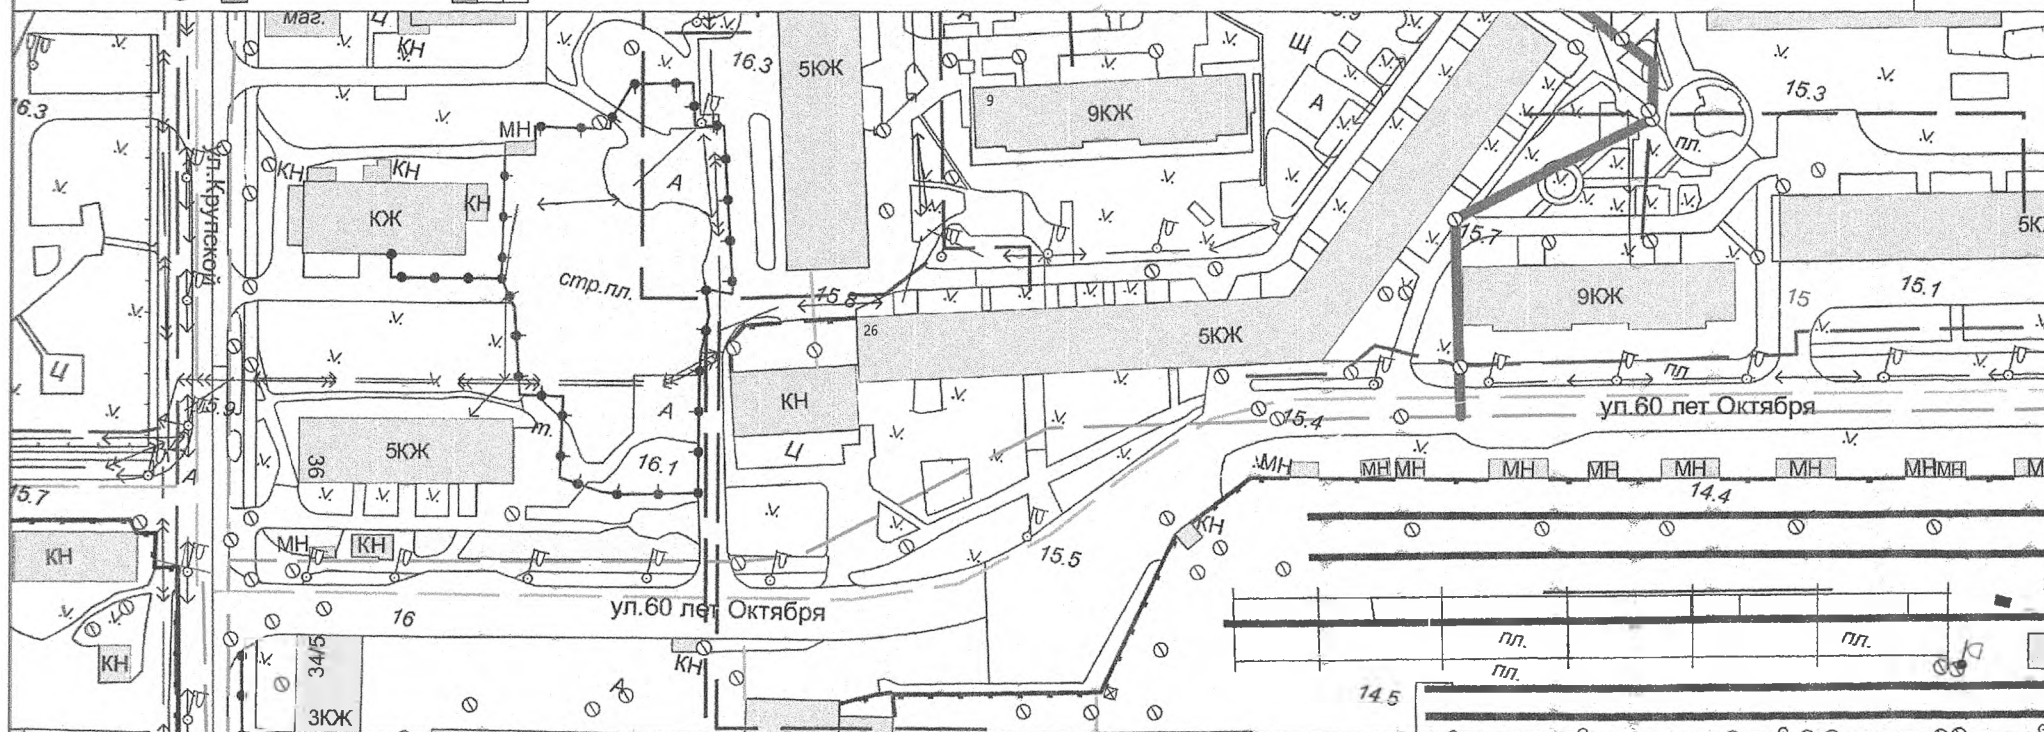 маг.
Ц
КН
16.3
5КЖ
А
9
9КЖ
Щ
А
15.3
16.3
МН
КН
КН
КЖ
КН
А
пл.
ул.Крупской
стр.пл.
15.8
15.7
5К
9КЖ
15
15.1
26
5КЖ
Ц
пл
15.9
КН
А
ул.60 лет Октября
15.4
36
5КЖ
т.
16.1
Ц
А
15.7
МН
МН
МН
МН
МН
МН
МН
МН
МН
М
14.4
КН
МН
КН
КН
15.5
16
ул.60 лет Октября
КН
34/5
3КЖ
КН
А
пл.
пл.
пл.
14.5